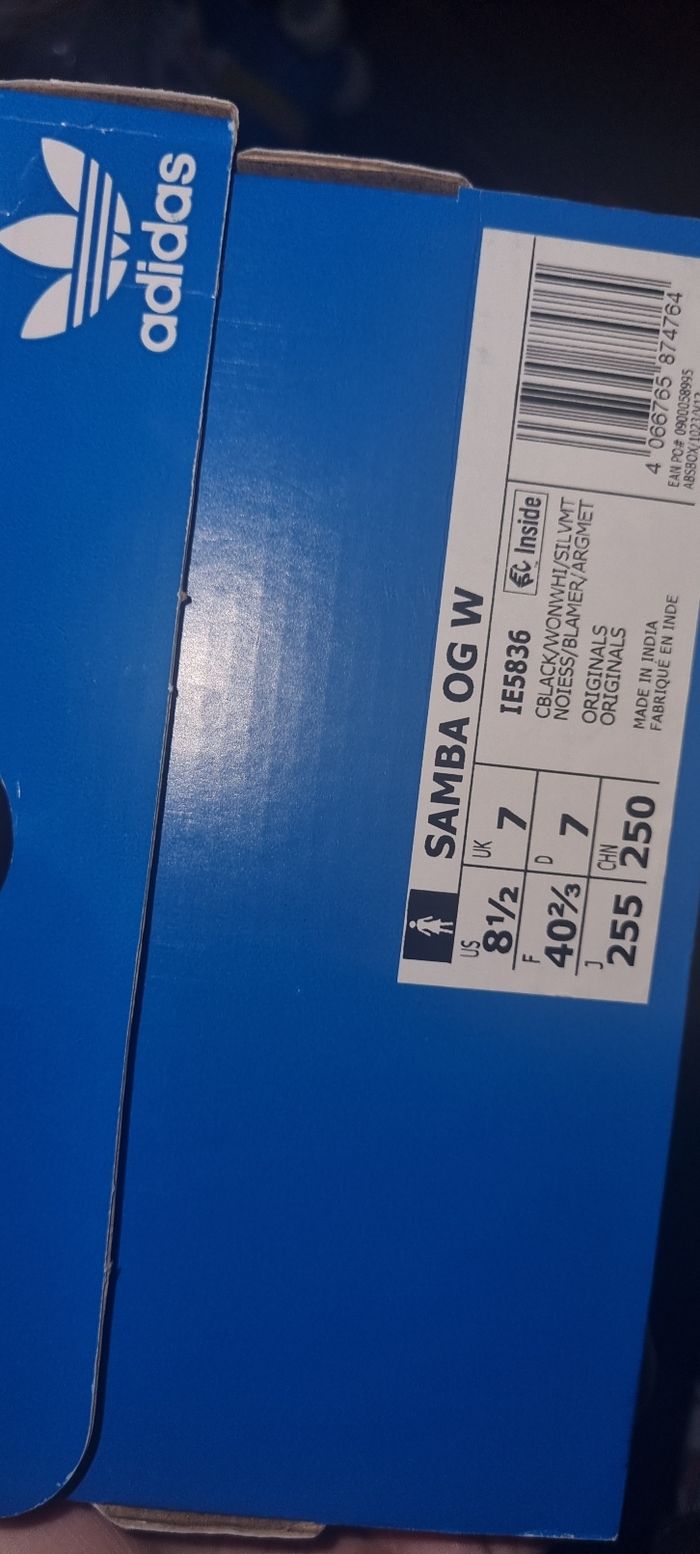 adidas
SAMBA OG W
US
8½
UK
7
F
40⅔
D
7
J
255
CHN
250
IE5836
Inside
CBLACK/WONWHI/SILVMT
NOIESS/BLAMER/ARGMET
ORIGINALS
ORIGINALS
MADE IN INDIA
FABRIQUÉ EN INDE
4 066765 874764
EAN PO# 0900058995